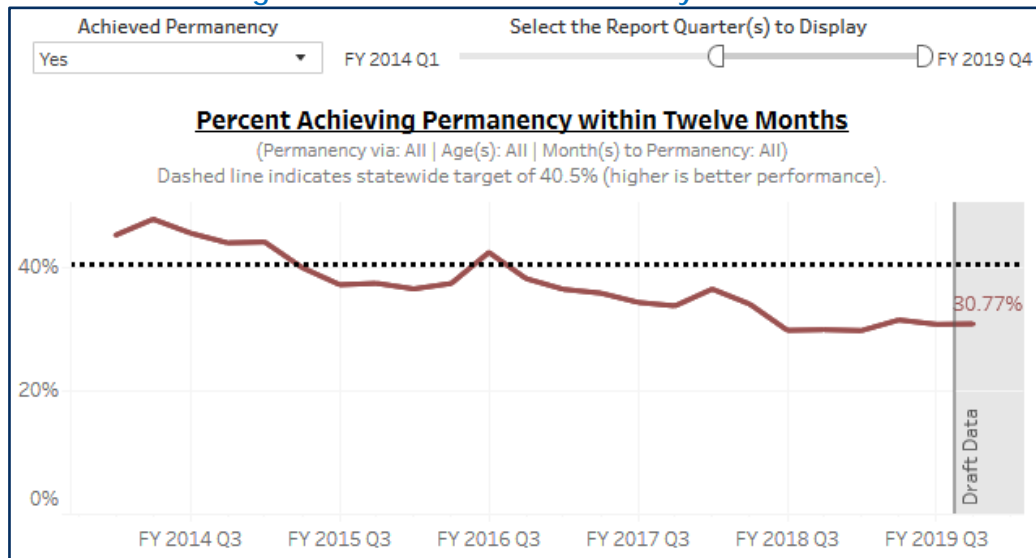 Achieved Permanency
Select the Report Quarter(s) to Display
Yes
FY 2014 Q1
FY 2019 Q4
Percent Achieving Permanency within Twelve Months
(Permanency via: All | Age(s): All | Month(s) to Permanency: All)
Dashed line indicates statewide target of 40.5% (higher is better performance).
40%
30.77%
20%
Draft Data
0%
FY 2014 Q3
FY 2015 Q3
FY 2016 Q3
FY 2017 Q3
FY 2018 Q3
FY 2019 Q3